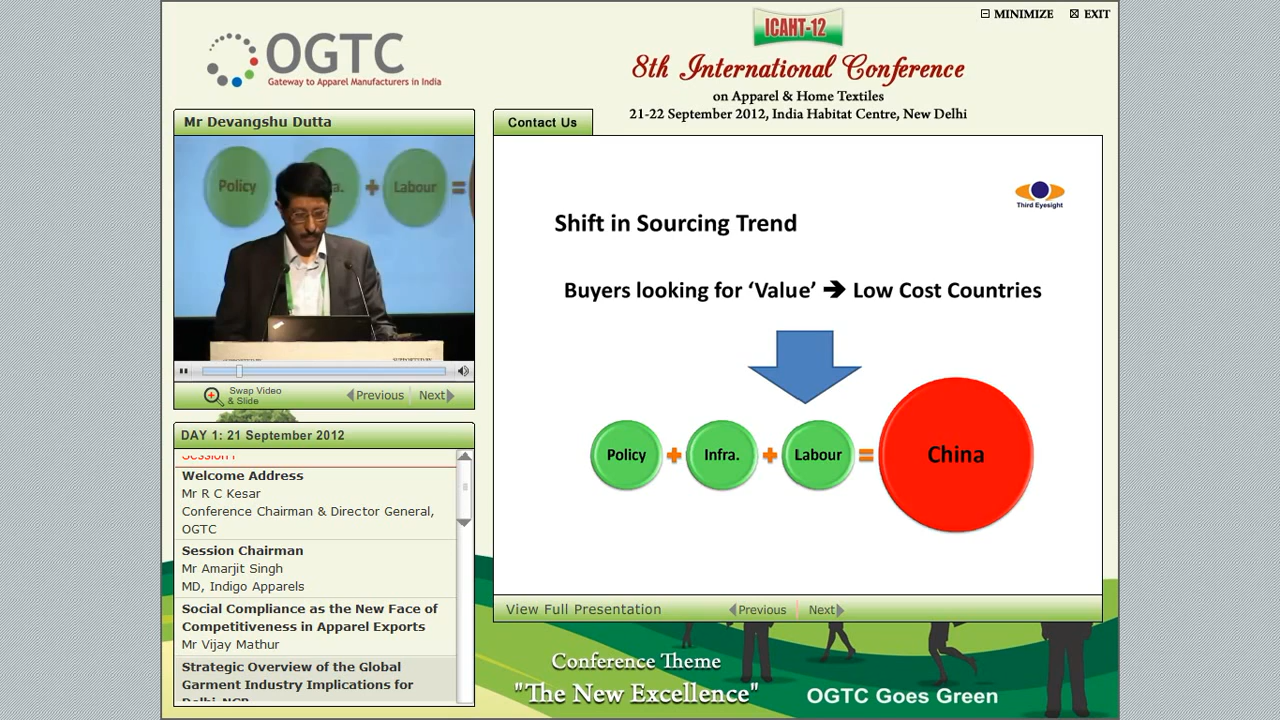 MINIMIZE
EXIT
ICAHT-12
OGTC
Gateway to Apparel Manufacturers in India
8th International Conference
on Apparel & Home Textiles
21-22 September 2012, India Habitat Centre, New Delhi
Mr Devangshu Dutta
Policy
Labour =
Swap Video
& Slide
Previous
Next
DAY 1: 21 September 2012
Welcome Address
Mr R C Kesar
Conference Chairman & Director General,
OGTC
Session Chairman
Mr Amarjit Singh
MD, Indigo Apparels
Social Compliance as the New Face of
Competitiveness in Apparel Exports
Mr Vijay Mathur
Strategic Overview of the Global
Garment Industry Implications for
Delhi-NCR
Contact Us
Third Eyesight
Shift in Sourcing Trend
Buyers looking for ‘Value’ ➔ Low Cost Countries
Policy + Infra. + Labour = China
View Full Presentation
Previous
Next
Conference Theme
"The New Excellence"
OGTC Goes Green